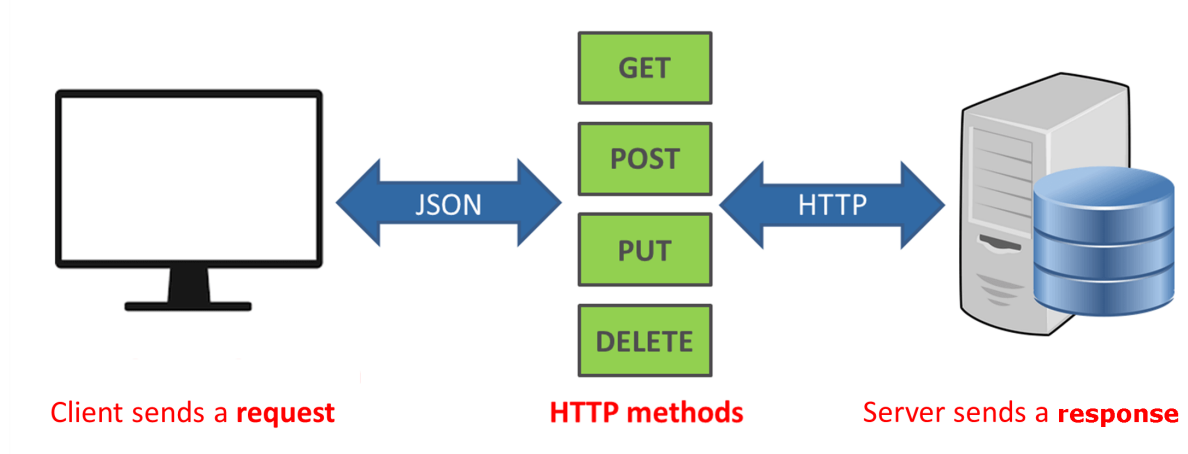 GET
POST
PUT
DELETE
JSON
HTTP
Client sends a request
HTTP methods
Server sends a response